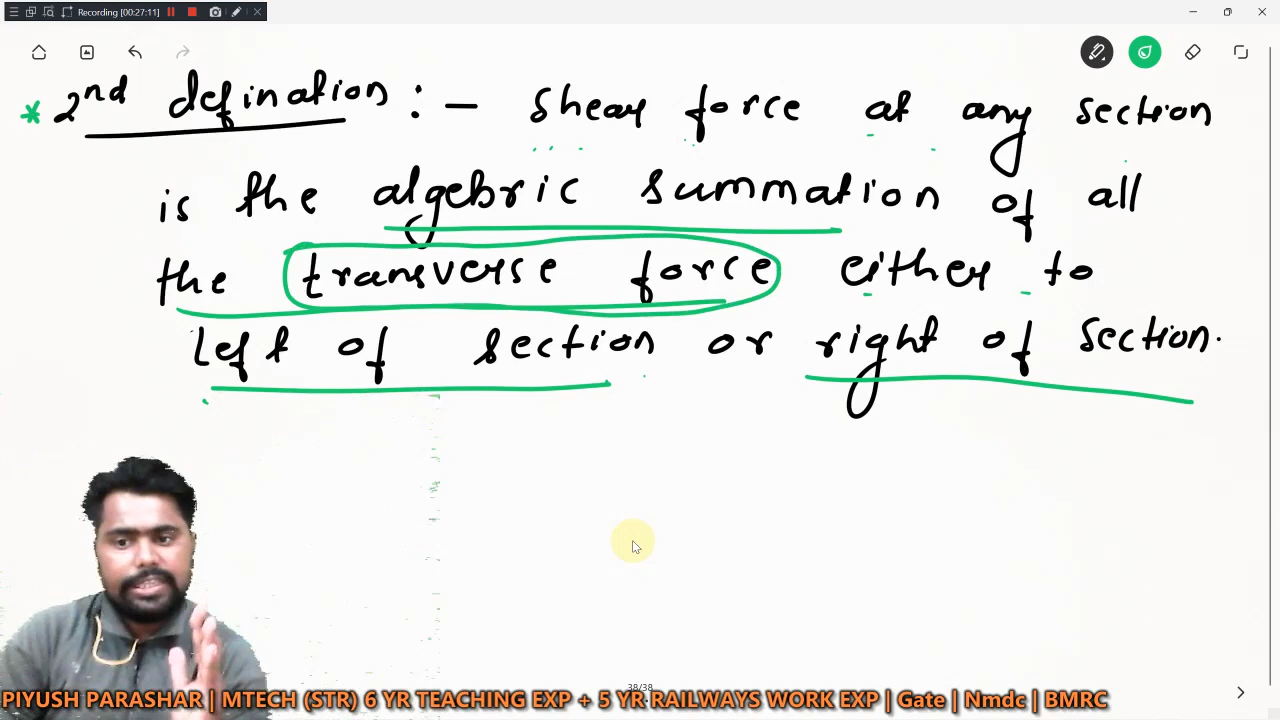 Recording [00:27:11]
* 2nd defination :- shear force at any section
is the algebric summation of all
the transverse force either to
left of section or right of section.
38/38
PIYUSH PARASHAR | MTECH (STR) 6 YR TEACHING EXP + 5 YR RAILWAYS WORK EXP | Gate | Nmdc | BMRC